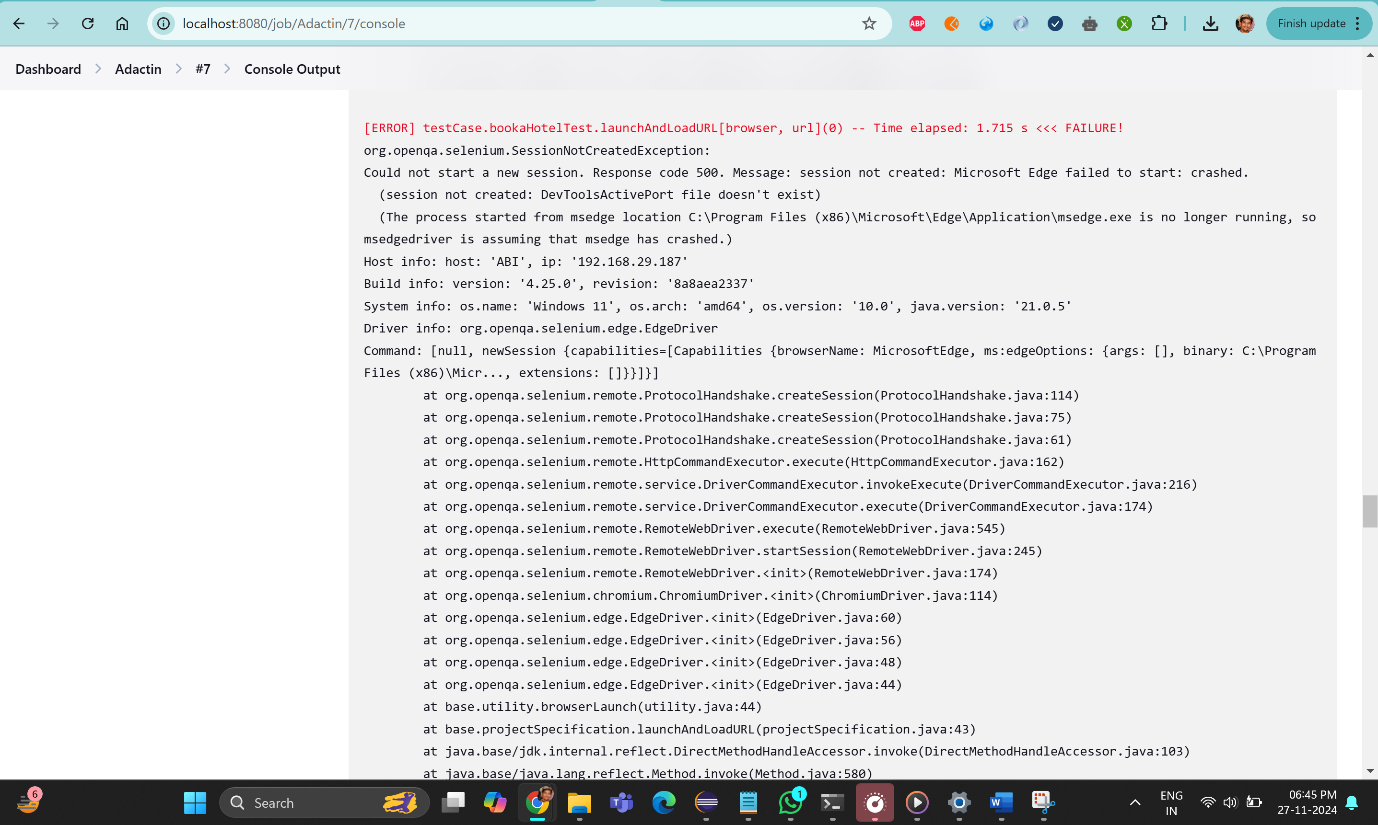 localhost:8080/job/Adactin/7/console
ABP
Finish update
Dashboard > Adactin > #7 > Console Output
[ERROR] testCase.bookaHotelTest.launchAndLoadURL[browser, url](0) -- Time elapsed: 1.715 s <<< FAILURE!
org.openqa.selenium.SessionNotCreatedException:
Could not start a new session. Response code 500. Message: session not created: Microsoft Edge failed to start: crashed.
(session not created: DevToolsActivePort file doesn't exist)
(The process started from msedge location C:\Program Files (x86)\Microsoft\Edge\Application\msedge.exe is no longer running, so
msedgedriver is assuming that msedge has crashed.)
Host info: host: 'ABI', ip: '192.168.29.187'
Build info: version: '4.25.0', revision: '8a8aea2337'
System info: os.name: 'Windows 11', os.arch: 'amd64', os.version: '10.0', java.version: '21.0.5'
Driver info: org.openqa.selenium.edge.EdgeDriver
Command: [null, newSession {capabilities=[Capabilities {browserName: MicrosoftEdge, ms:edgeOptions: {args: [], binary: C:\Program
Files (x86)\Micr..., extensions: []}}]}]
at org.openqa.selenium.remote.ProtocolHandshake.createSession(ProtocolHandshake.java:114)
at org.openqa.selenium.remote.ProtocolHandshake.createSession(ProtocolHandshake.java:75)
at org.openqa.selenium.remote.ProtocolHandshake.createSession(ProtocolHandshake.java:61)
at org.openqa.selenium.remote.HttpCommandExecutor.execute(HttpCommandExecutor.java:162)
at org.openqa.selenium.remote.service.DriverCommandExecutor.invokeExecute(DriverCommandExecutor.java:216)
at org.openqa.selenium.remote.service.DriverCommandExecutor.execute(DriverCommandExecutor.java:174)
at org.openqa.selenium.remote.RemoteWebDriver.execute(RemoteWebDriver.java:545)
at org.openqa.selenium.remote.RemoteWebDriver.startSession(RemoteWebDriver.java:245)
at org.openqa.selenium.remote.RemoteWebDriver.<init>(RemoteWebDriver.java:174)
at org.openqa.selenium.chromium.ChromiumDriver.<init>(ChromiumDriver.java:114)
at org.openqa.selenium.edge.EdgeDriver.<init>(EdgeDriver.java:60)
at org.openqa.selenium.edge.EdgeDriver.<init>(EdgeDriver.java:56)
at org.openqa.selenium.edge.EdgeDriver.<init>(EdgeDriver.java:48)
at org.openqa.selenium.edge.EdgeDriver.<init>(EdgeDriver.java:44)
at base.utility.browserLaunch(utility.java:44)
at base.projectSpecification.launchAndLoadURL(projectSpecification.java:43)
at java.base/jdk.internal.reflect.DirectMethodHandleAccessor.invoke(DirectMethodHandleAccessor.java:103)
at java.base/java.lang.reflect.Method.invoke(Method.java:580)
6
Search
1
ENG
IN
06:45 PM
27-11-2024